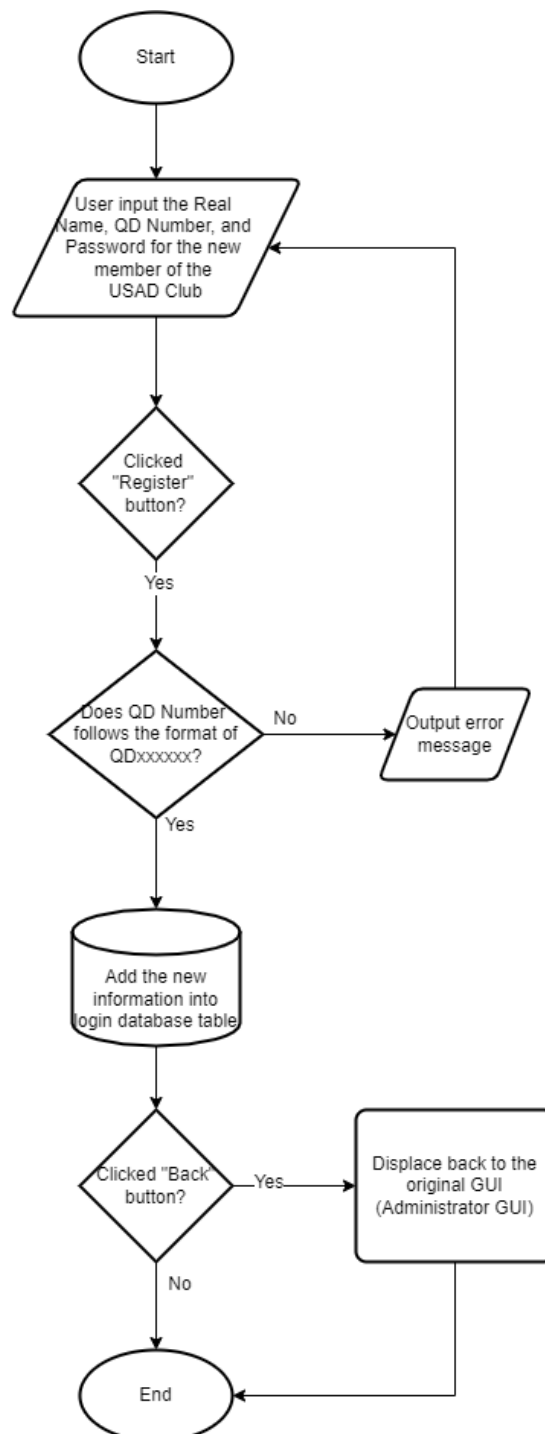 Start
User input the Real
Name, QD Number, and
Password for the new
member of the
USAD Club
Clicked
"Register"
button?
Yes
Does QD Number
follows the format of
QDxxxxxx?
No
Output error
message
Yes
Add the new
information into
login database table
Clicked "Back"
button?
Yes
Displace back to the
original GUI
(Administrator GUI)
No
End